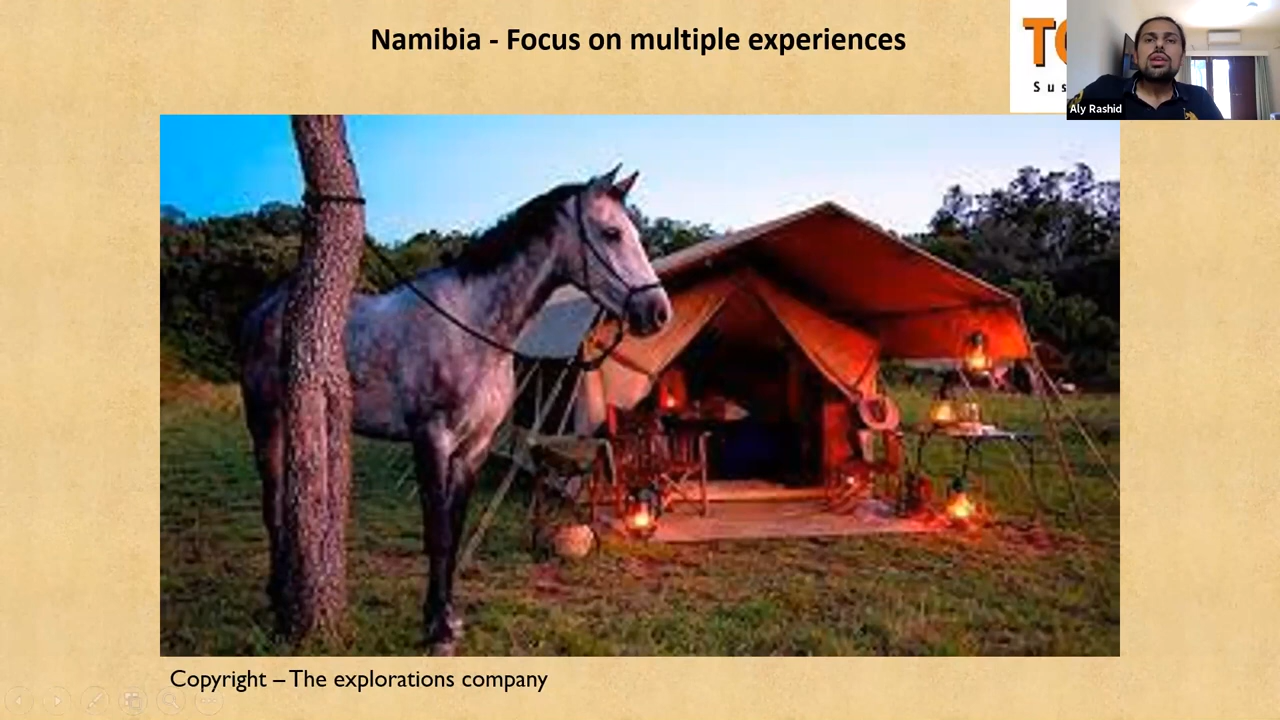 Namibia - Focus on multiple experiences
Aly Rashid
Copyright – The explorations company